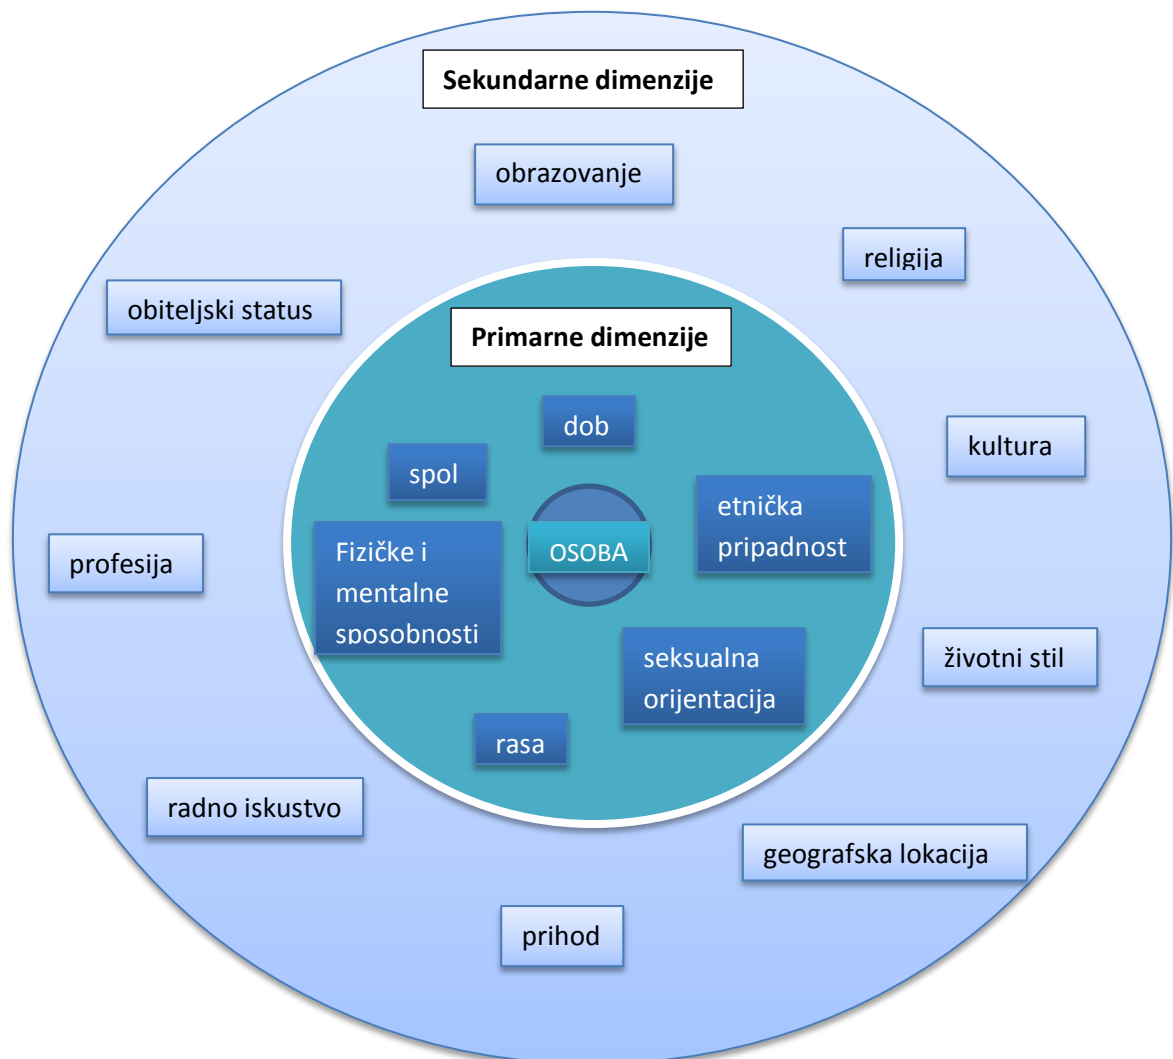 Sekundarne dimenzije
obrazovanje
religija
obiteljski status
Primarne dimenzije
dob
kultura
spol
etnička
pripadnost
OSOBA
Fizičke i
mentalne
sposobnosti
profesija
seksualna
orijentacija
životni stil
rasa
radno iskustvo
geografska lokacija
prihod